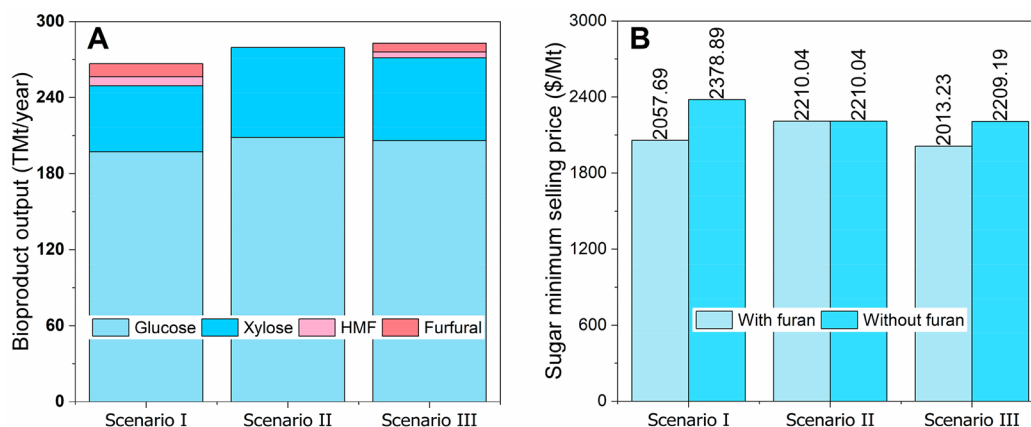 A
Bioproduct output (TMt/year)
300
240
180
120
60
0
Glucose Xylose HMF Furfural
Scenario I Scenario II Scenario III
B
Sugar minimum selling price ($/Mt)
3000
2400
1800
1200
600
0
2057.69 2378.89 2210.04 2210.04 2013.23 2209.19
With furan Without furan
Scenario I Scenario II Scenario III